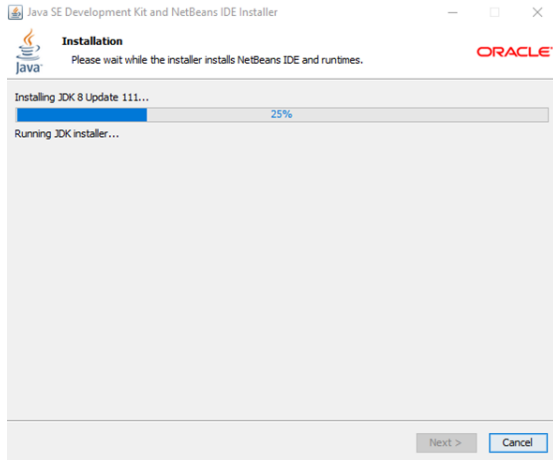 Java SE Development Kit and NetBeans IDE Installer
Installation
Please wait while the installer installs NetBeans IDE and runtimes.
Java
ORACLE
Installing JDK 8 Update 111...
25%
Running JDK installer...
Next >
Cancel